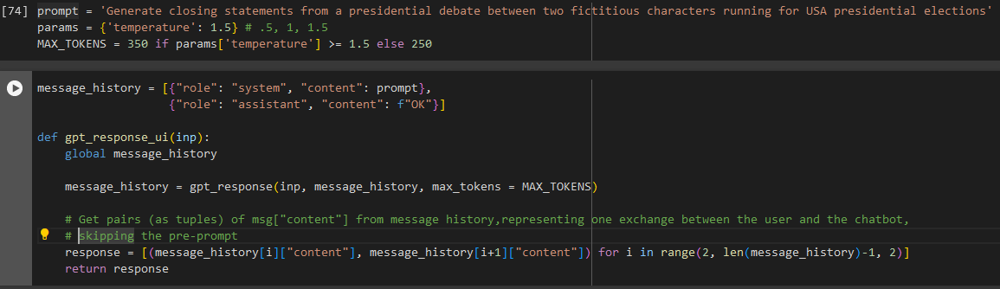 [74] prompt = 'Generate closing statements from a presidential debate between two fictitious characters running for USA presidential elections'
params = {'temperature': 1.5} # .5, 1, 1.5
MAX_TOKENS = 350 if params['temperature'] >= 1.5 else 250
message_history = [{"role": "system", "content": prompt},
{"role": "assistant", "content": f"OK"}]
def gpt_response_ui(inp):
global message_history
message_history = gpt_response(inp, message_history, max_tokens = MAX_TOKENS)
# Get pairs (as tuples) of msg["content"] from message history,representing one exchange between the user and the chatbot,
# skipping the pre-prompt
response = [(message_history[i]["content"], message_history[i+1]["content"]) for i in range(2, len(message_history)-1, 2)]
return response